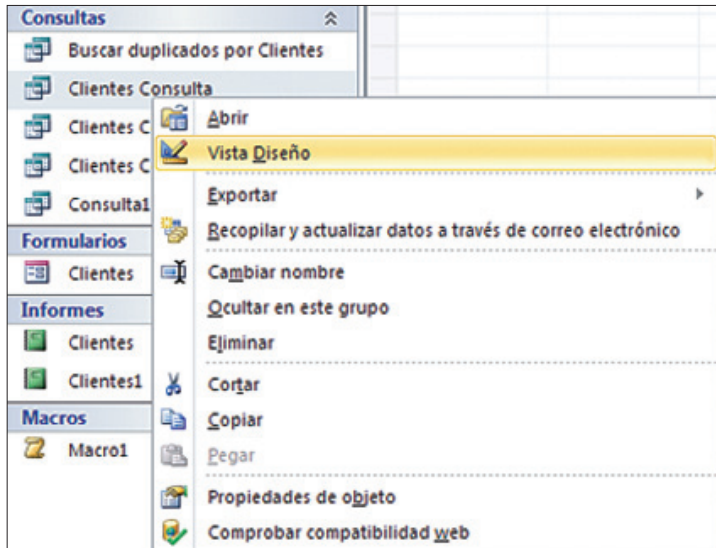 Consultas
Buscar duplicados por Clientes
Clientes Consulta
Clientes C
Clientes C
Consulta1
Formularios
Clientes
Informes
Clientes
Clientes1
Macros
Macro1
Abrir
Vista Diseño
Exportar
Recopilar y actualizar datos a través de correo electrónico
Cambiar nombre
Ocultar en este grupo
Eliminar
Cortar
Copiar
Pegar
Propiedades de objeto
Comprobar compatibilidad web